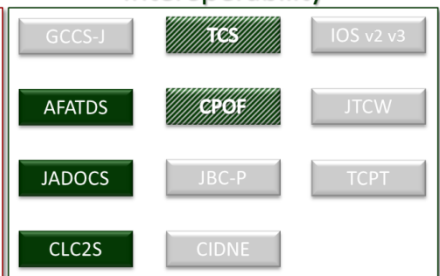 GCCS-J TCS IOS v2 v3
AFATDS CPOF JTCW
JADOCS JBC-P TCPT
CLC2S CIDNE